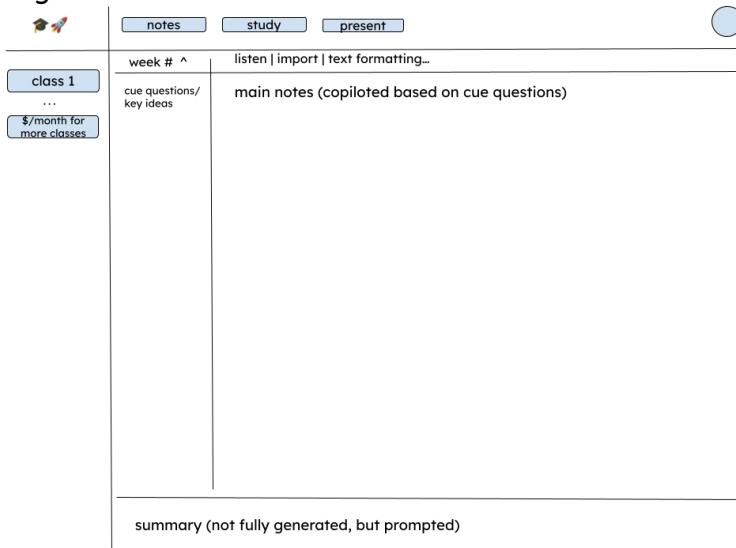 notes
study
present
week # ^
listen | import | text formatting...
class 1
...
$/month for
more classes
cue questions/
key ideas
main notes (copiloted based on cue questions)
summary (not fully generated, but prompted)